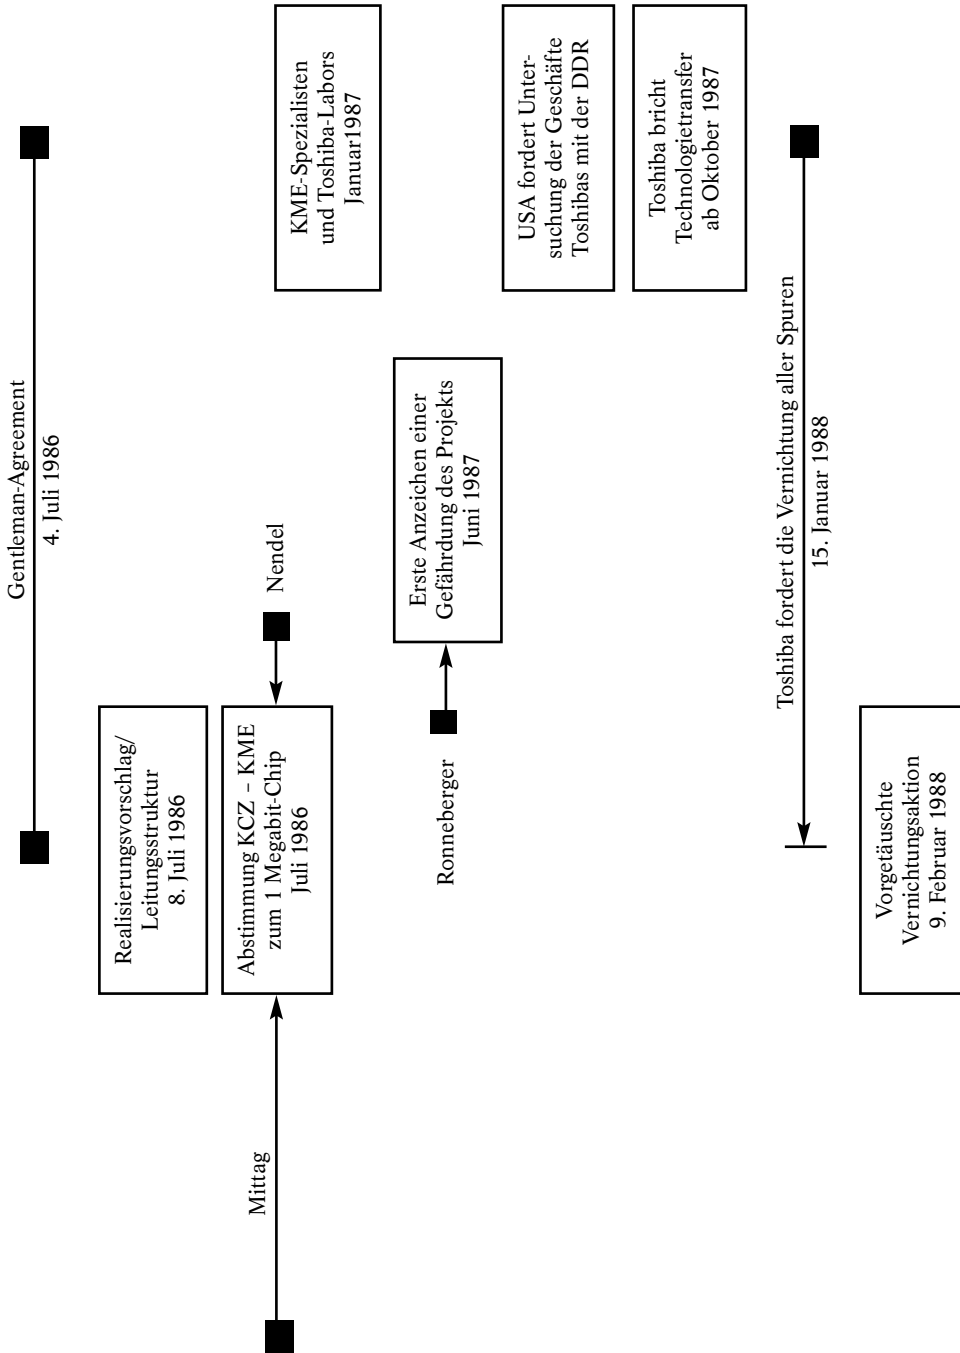 Gentleman-Agreement
4. Juli 1986
Realisierungsvorschlag/
Leitungsstruktur
8. Juli 1986
Mittag
Abstimmung KCZ – KME
zum 1 Megabit-Chip
Juli 1986
Nendel
KME-Spezialisten
und Toshiba-Labors
Januar1987
Ronneberger
Erste Anzeichen einer
Gefährdung des Projekts
Juni 1987
USA fordert Unter-
suchung der Geschäfte
Toshibas mit der DDR
Toshiba bricht
Technologietransfer
ab Oktober 1987
Toshiba fordert die Vernichtung aller Spuren
15. Januar 1988
Vorgetäuschte
Vernichtungsaktion
9. Februar 1988